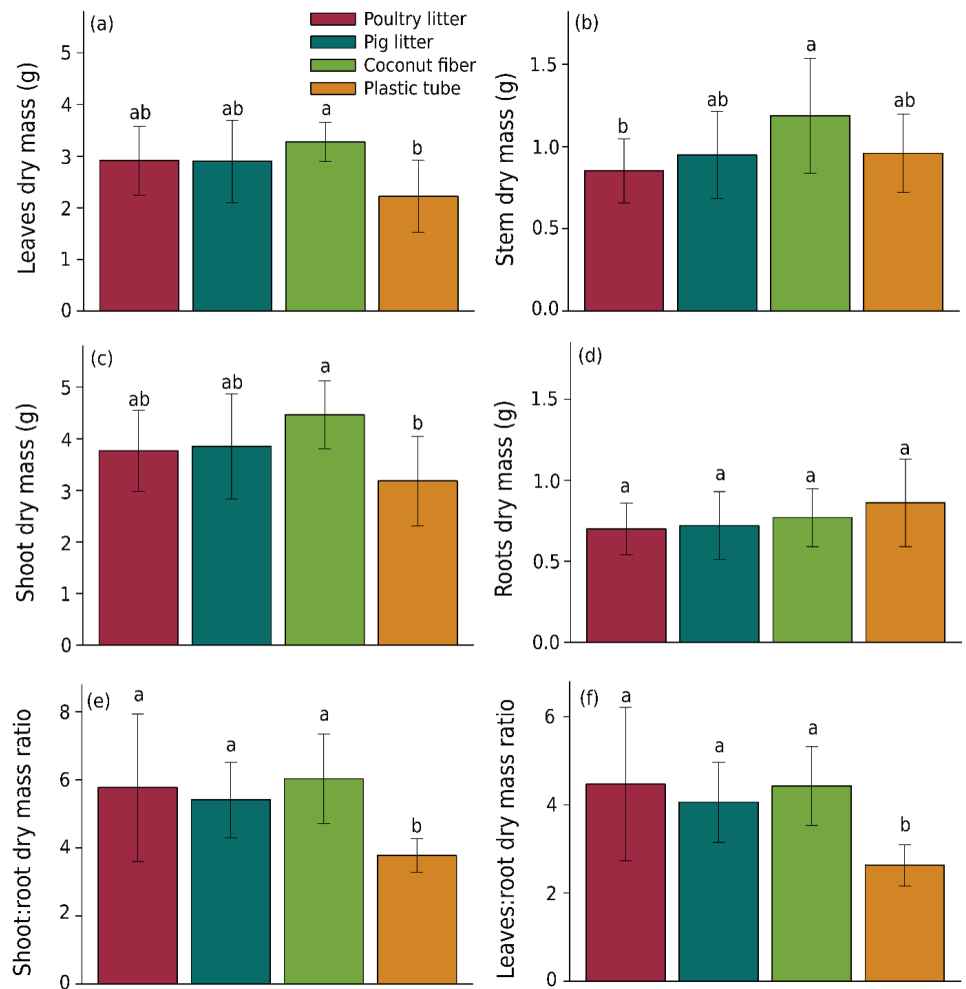 (a)
Poultry litter
Pig litter
Coconut fiber
Plastic tube
Leaves dry mass (g)
5
4
3
2
1
0
ab
ab
a
b
(b)
Stem dry mass (g)
1.5
1.0
0.5
0.0
b
ab
a
ab
(c)
Shoot dry mass (g)
5
4
3
2
1
0
ab
ab
a
b
(d)
Roots dry mass (g)
1.5
1.0
0.5
0.0
a
a
a
a
(e)
Shoot:root dry mass ratio
8
6
4
2
0
a
a
a
b
(f)
Leaves:root dry mass ratio
6
4
2
0
a
a
a
b